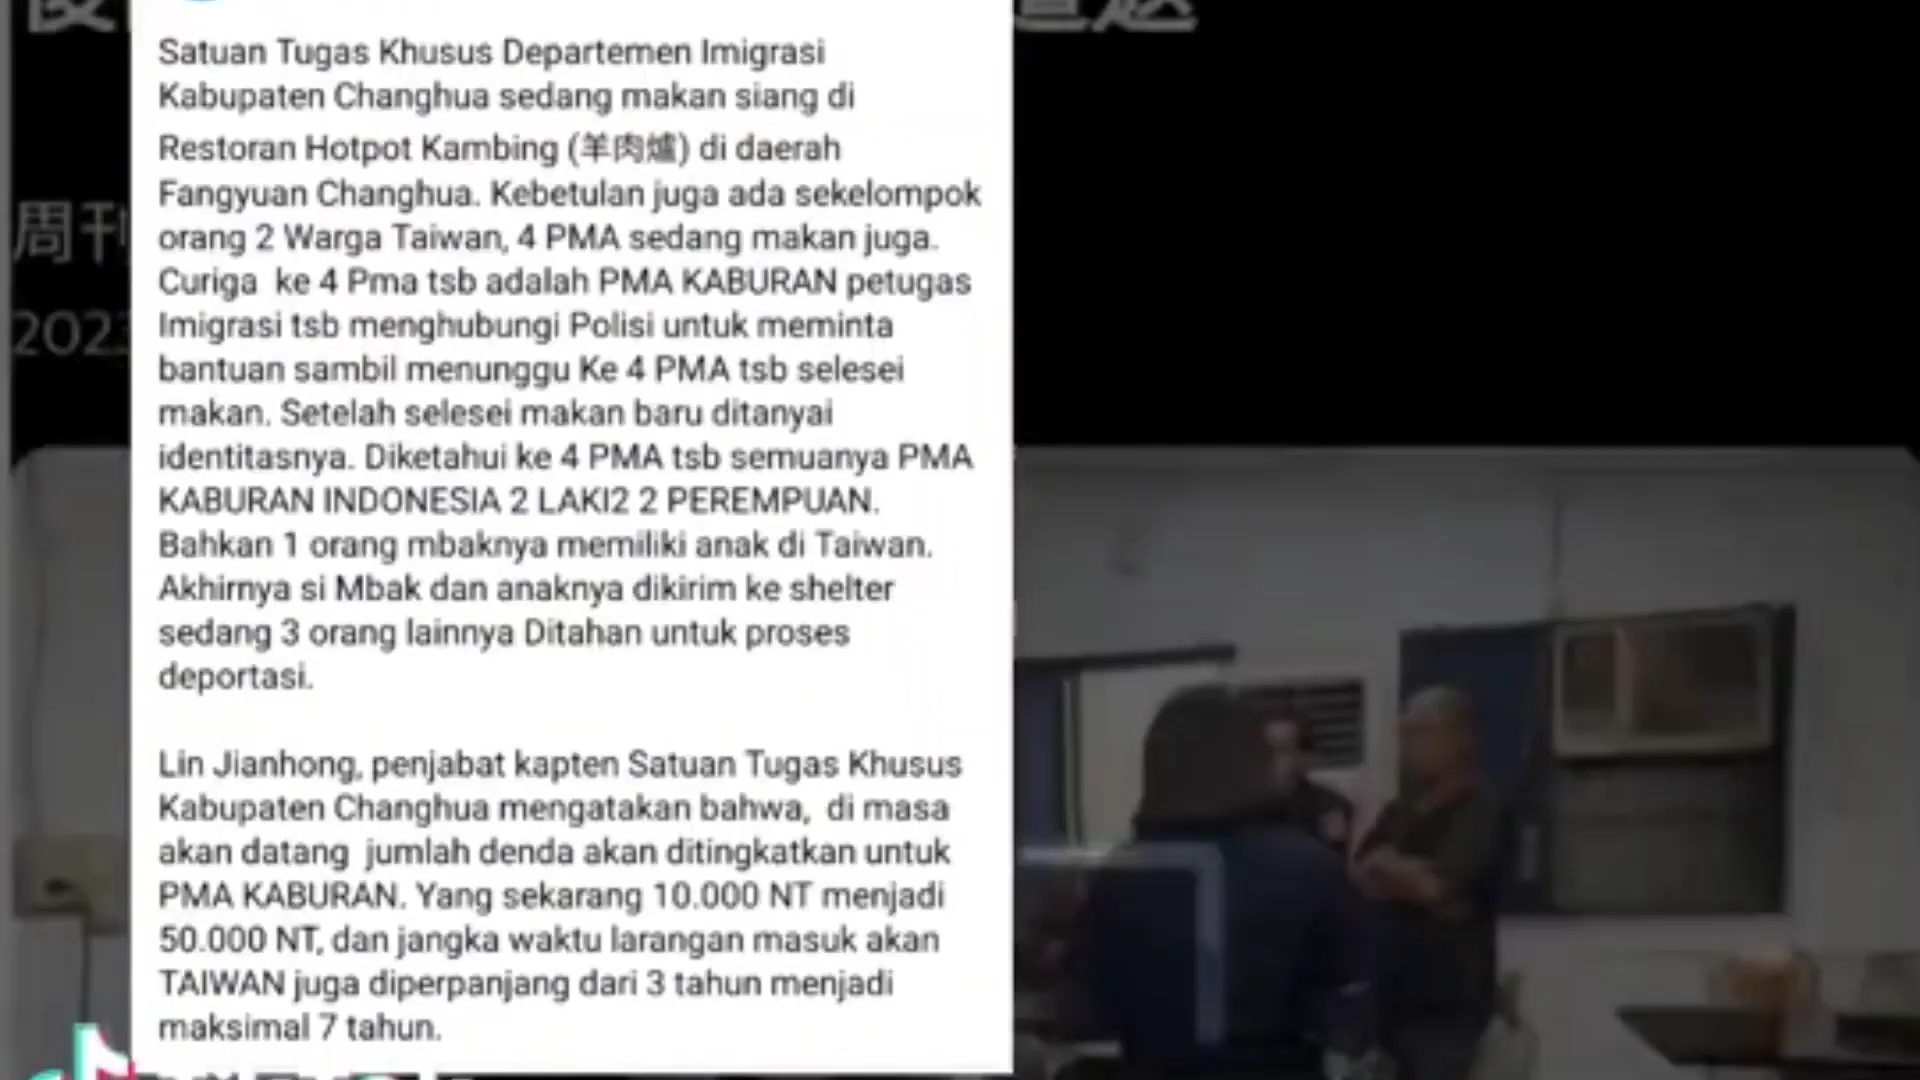 Satuan Tugas Khusus Departemen Imigrasi
Kabupaten Changhua sedang makan siang di
Restoran Hotpot Kambing (羊肉爐) di daerah
Fangyuan Changhua. Kebetulan juga ada sekelompok
orang 2 Warga Taiwan, 4 PMA sedang makan juga.
Curiga  ke 4 Pma tsb adalah PMA KABURAN petugas
Imigrasi tsb menghubungi Polisi untuk meminta
bantuan sambil menunggu Ke 4 PMA tsb selesei
makan. Setelah selesei makan baru ditanyai
identitasnya. Diketahui ke 4 PMA tsb semuanya PMA
KABURAN INDONESIA 2 LAKI2 2 PEREMPUAN.
Bahkan 1 orang mbaknya memiliki anak di Taiwan.
Akhirnya si Mbak dan anaknya dikirim ke shelter
sedang 3 orang lainnya Ditahan untuk proses
deportasi.
Lin Jianhong, penjabat kapten Satuan Tugas Khusus
Kabupaten Changhua mengatakan bahwa,  di masa
akan datang  jumlah denda akan ditingkatkan untuk
PMA KABURAN. Yang sekarang 10.000 NT menjadi
50.000 NT, dan jangka waktu larangan masuk akan
TAIWAN juga diperpanjang dari 3 tahun menjadi
maksimal 7 tahun.
周刊
2023